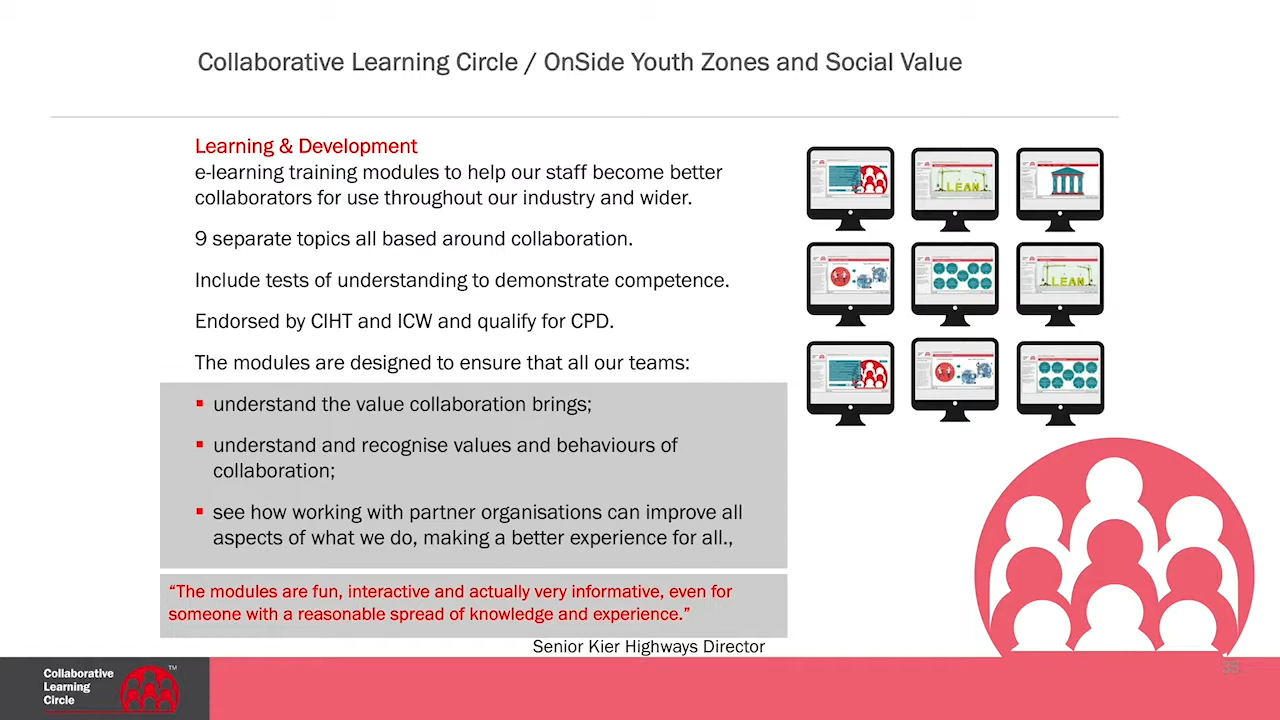 Collaborative Learning Circle / OnSide Youth Zones and Social Value
Learning & Development
e-learning training modules to help our staff become better
collaborators for use throughout our industry and wider.
9 separate topics all based around collaboration.
Include tests of understanding to demonstrate competence.
Endorsed by CIHT and ICW and qualify for CPD.
The modules are designed to ensure that all our teams:
understand the value collaboration brings;
understand and recognise values and behaviours of
collaboration;
see how working with partner organisations can improve all
aspects of what we do, making a better experience for all.,
“The modules are fun, interactive and actually very informative, even for
someone with a reasonable spread of knowledge and experience.”
Senior Kier Highways Director
LEAN
LEAN
Collaborative
Learning
Circle
TM